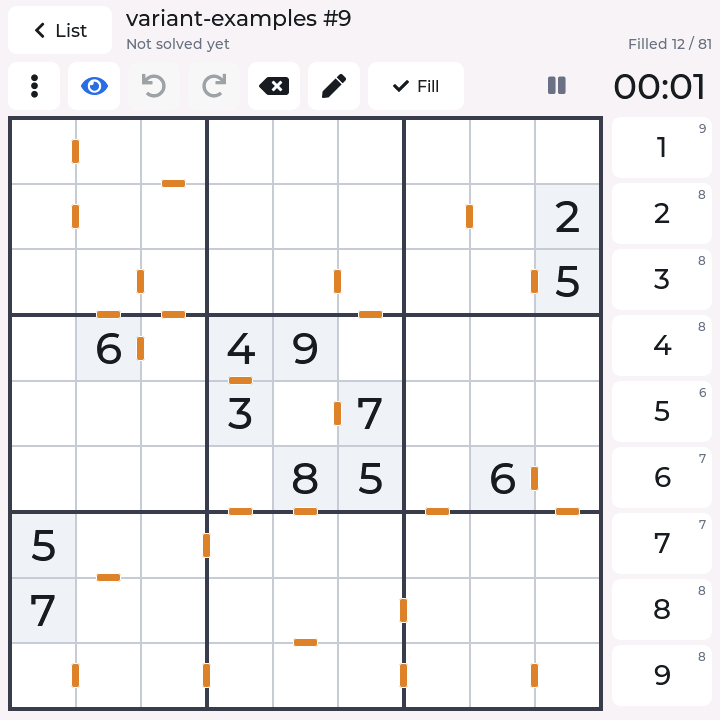 List
variant-examples #9
Not solved yet
Filled 12 / 81
Fill
00:01
1 9
2 8
3 8
4 8
5 6
6 7
7 7
8 8
9 8
2
5
6 4 9
3 7
8 5 6
5
7